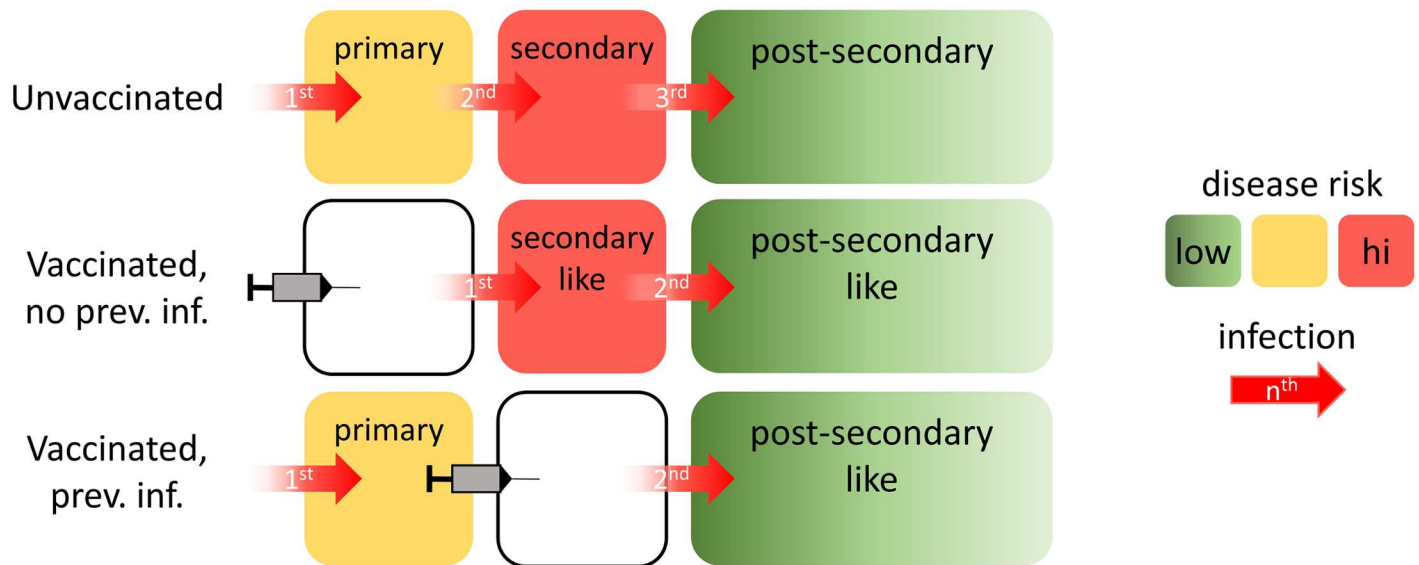 primary
secondary
post-secondary
Unvaccinated
1st
2nd
3rd
disease risk
low
hi
Vaccinated,
no prev. inf.
secondary
like
post-secondary
like
1st
2nd
infection
nth
Vaccinated,
prev. inf.
primary
post-secondary
like
1st
2nd